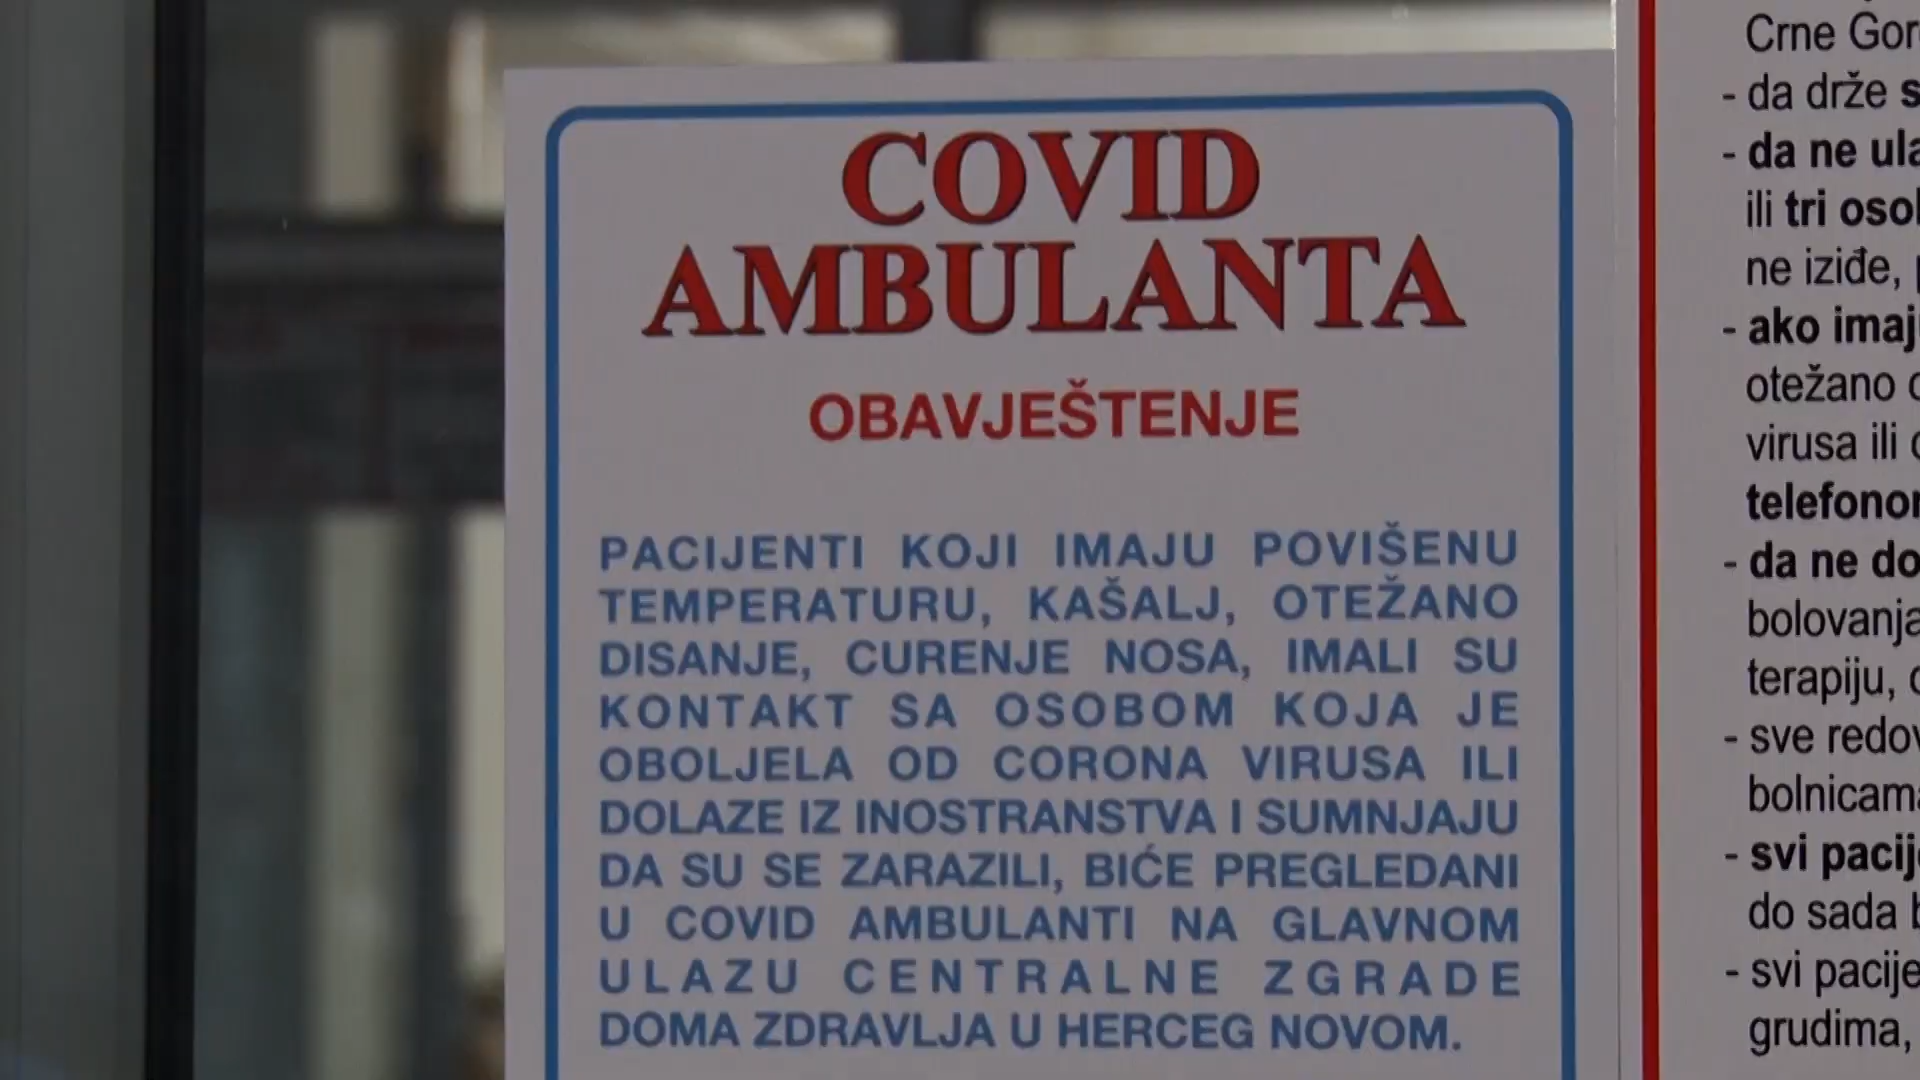 COVID
AMBULANTA
OBAVJEŠTENJE
PACIJENTI KOJI IMAJU POVIŠENU
TEMPERATURU, KAŠALJ, OTEŽANO
DISANJE, CURENJE NOSA, IMALI SU
KONTAKT SA OSOBOM KOJA JE
OBOLJELA OD CORONA VIRUSA ILI
DOLAZE IZ INOSTRANSTVA I SUMNJAJU
DA SU SE ZARAZILI, BIĆE PREGLEDANI
U COVID AMBULANTI NA GLAVNOM
ULAZU CENTRALNE ZGRADE
DOMA ZDRAVLJA U HERCEG NOVOM.
Crne
- da drže
- da ne
ili tri
ne iziđe,
- ako
otežano
virusa ili
- da ne
terapiju,
- sve
- svi
do sada
- svi
grudima,